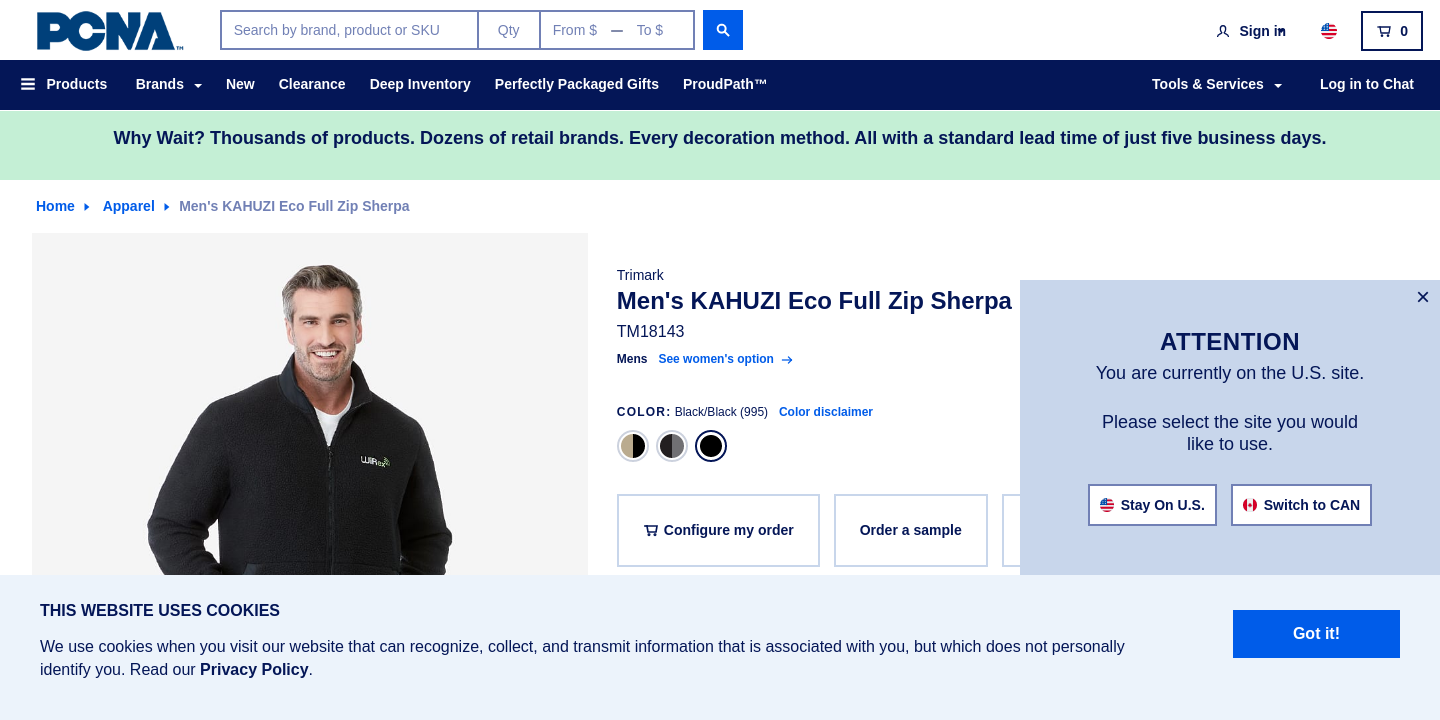 PCNA™
Search by brand, product or SKU
Qty
From $ — To $
Sign in
0
Products
Brands
New
Clearance
Deep Inventory
Perfectly Packaged Gifts
ProudPath™
Tools & Services
Log in to Chat
Why Wait? Thousands of products. Dozens of retail brands. Every decoration method. All with a standard lead time of just five business days.
Home
Apparel
Men's KAHUZI Eco Full Zip Sherpa
Trimark
Men's KAHUZI Eco Full Zip Sherpa
TM18143
Mens See women's option
COLOR: Black/Black (995) Color disclaimer
Configure my order
Order a sample
ATTENTION
You are currently on the U.S. site.
Please select the site you would
like to use.
Stay On U.S.
Switch to CAN
THIS WEBSITE USES COOKIES
We use cookies when you visit our website that can recognize, collect, and transmit information that is associated with you, but which does not personally
identify you. Read our Privacy Policy.
Got it!